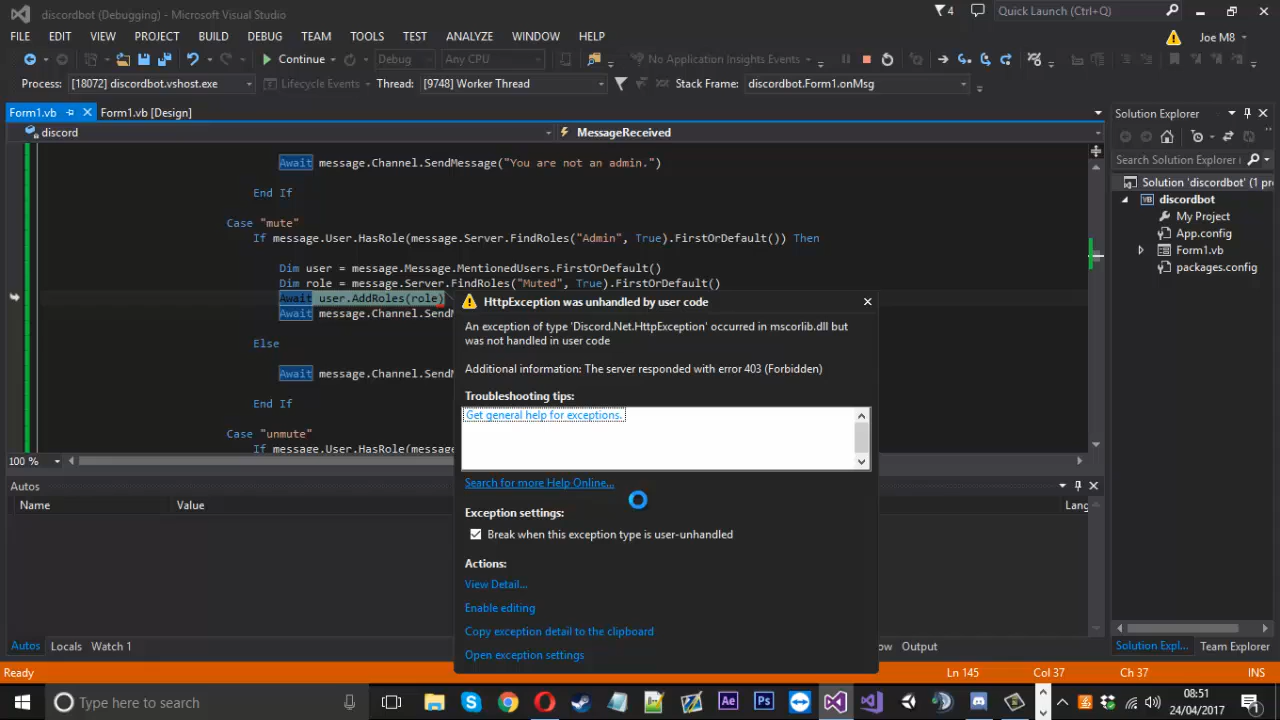 discordbot (Debugging) - Microsoft Visual Studio
4
Quick Launch (Ctrl+Q)
FILE EDIT VIEW PROJECT BUILD DEBUG TEAM TOOLS TEST ANALYZE WINDOW HELP
Joe M8
Continue Debug Any CPU No Application Insights Events
Process: [18072] discordbot.vshost.exe Lifecycle Events Thread: [9748] Worker Thread Stack Frame: discordbot.Form1.onMsg
Form1.vb Form1.vb [Design]
discord MessageReceived
Await message.Channel.SendMessage("You are not an admin.")
End If
Case "mute"
If message.User.HasRole(message.Server.FindRoles("Admin", True).FirstOrDefault()) Then
Dim user = message.Message.MentionedUsers.FirstOrDefault()
Dim role = message.Server.FindRoles("Muted", True).FirstOrDefault()
Await user.AddRoles(role)
Await message.Channel.SendM
Else
Await message.Channel.SendM
End If
Case "unmute"
If message.User.HasRole(mess
100 %
HttpException was unhandled by user code
An exception of type 'Discord.Net.HttpException' occurred in mscorlib.dll but
was not handled in user code
Additional information: The server responded with error 403 (Forbidden)
Troubleshooting tips:
Get general help for exceptions.
Search for more Help Online...
Exception settings:
Break when this exception type is user-unhandled
Actions:
View Detail...
Enable editing
Copy exception detail to the clipboard
Open exception settings
Autos
Name Value
Lang
Autos Locals Watch 1
ow Output
Solution Explorer
Search Solution Explorer (
Solution 'discordbot' (1 pr
VB discordbot
My Project
App.config
Form1.vb
packages.config
Solution Expl... Team Explorer
Ready Ln 145 Col 37 Ch 37 INS
Type here to search
Ae Ps
08:51
24/04/2017
1